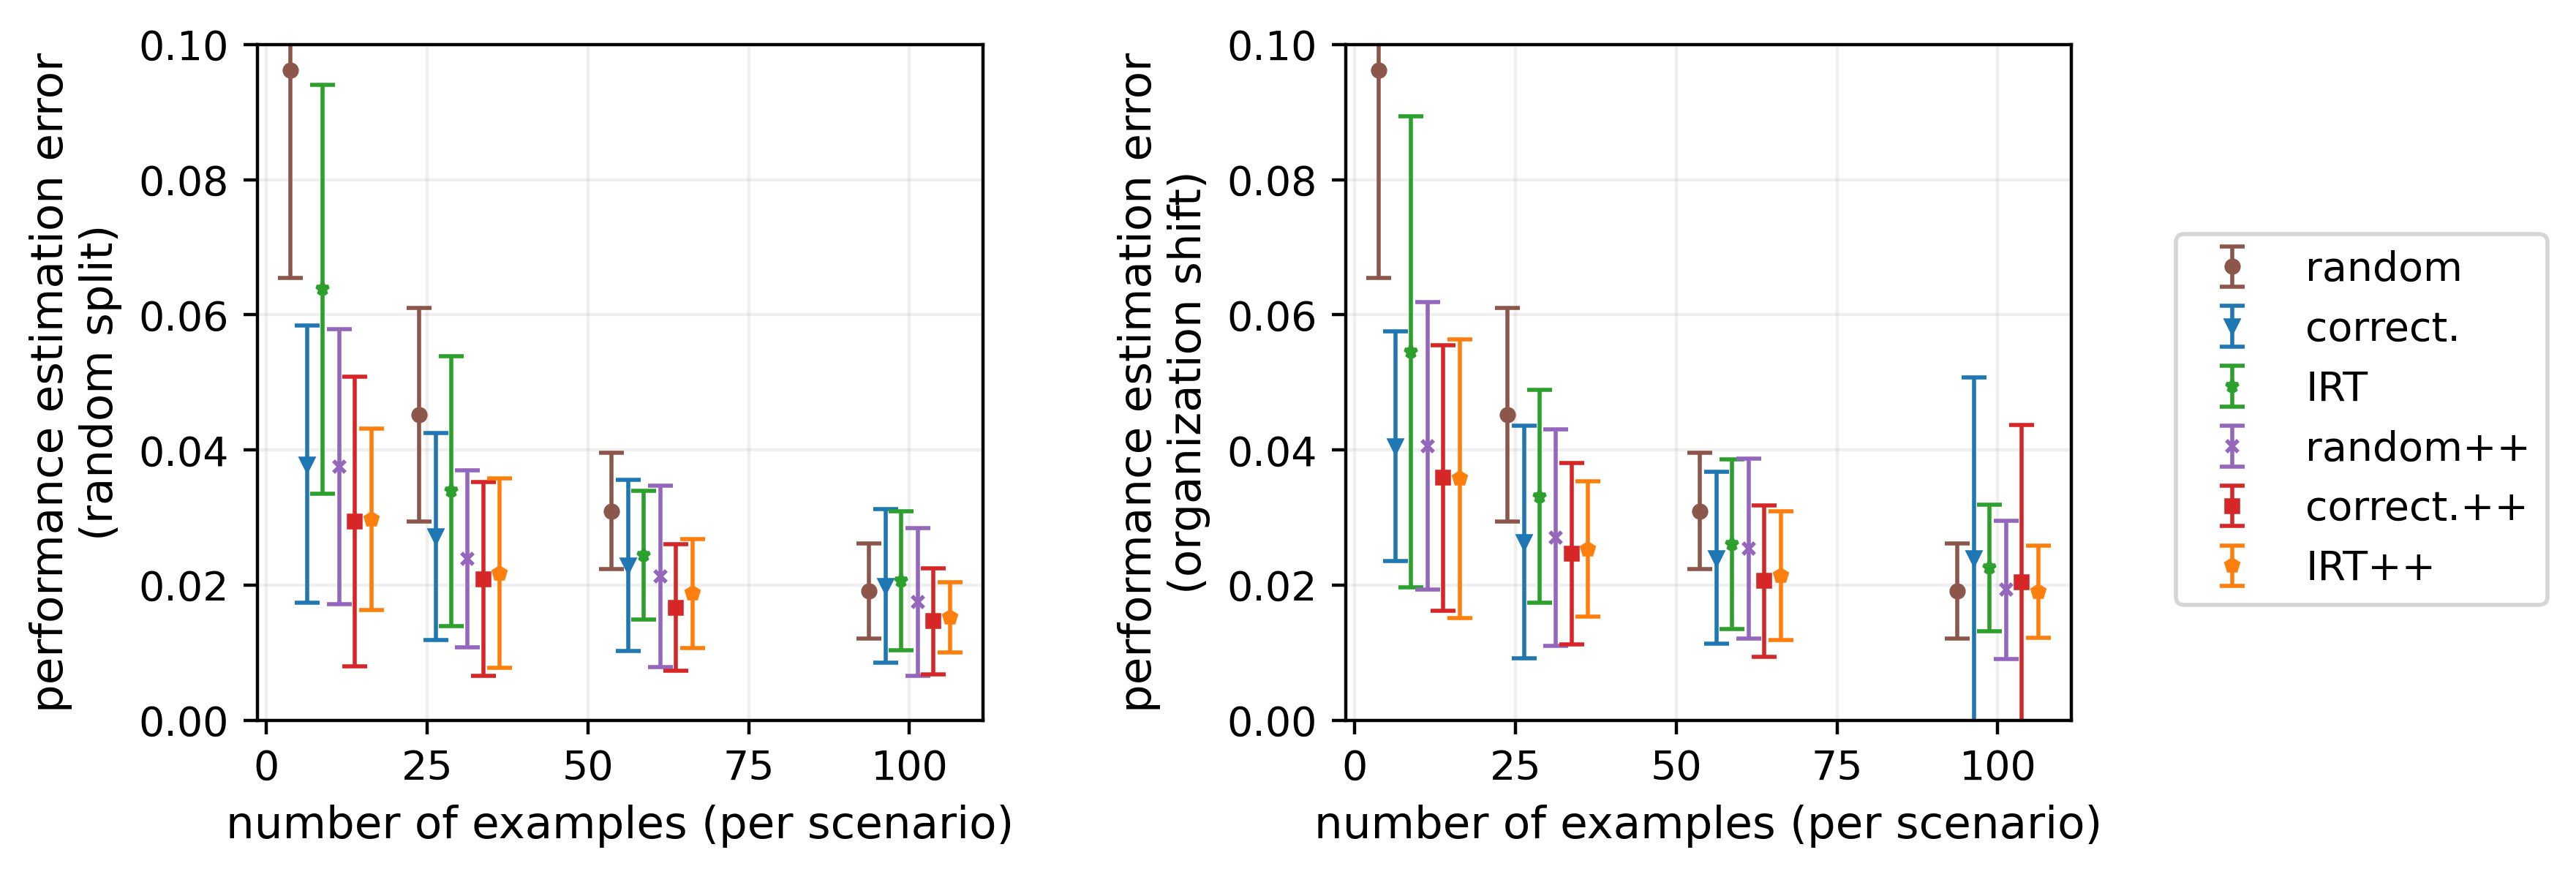 performance estimation error
(random split)
0.10
0.08
0.06
0.04
0.02
0.00
0
25
50
75
100
number of examples (per scenario)
performance estimation error
(organization shift)
0.10
0.08
0.06
0.04
0.02
0.00
0
25
50
75
100
number of examples (per scenario)
random
correct.
IRT
random++
correct.++
IRT++